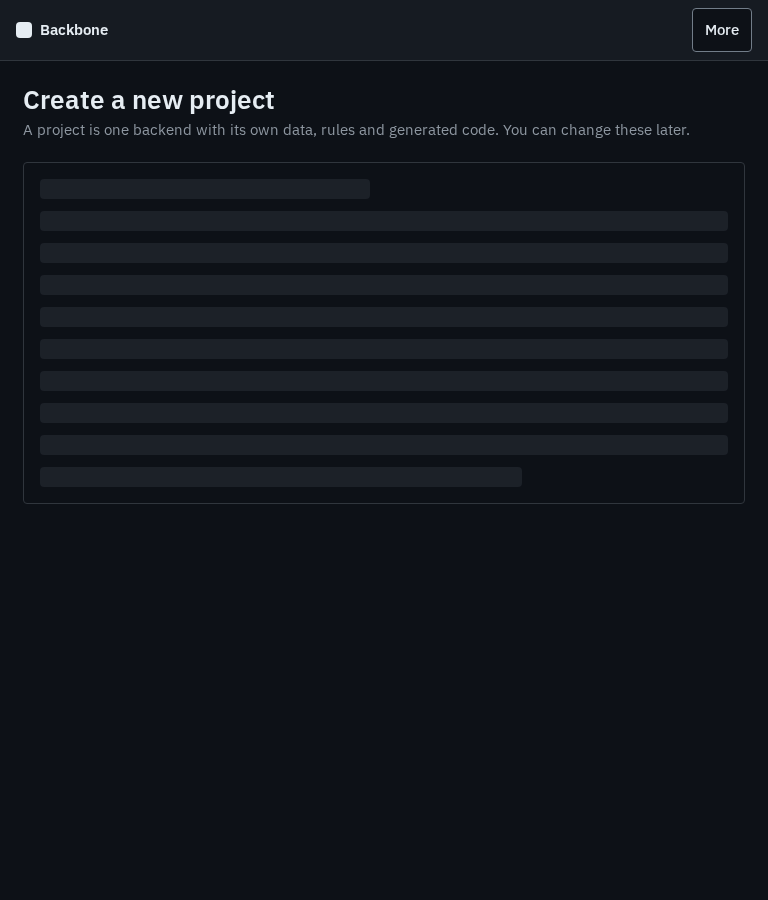 Backbone
More
Create a new project
A project is one backend with its own data, rules and generated code. You can change these later.